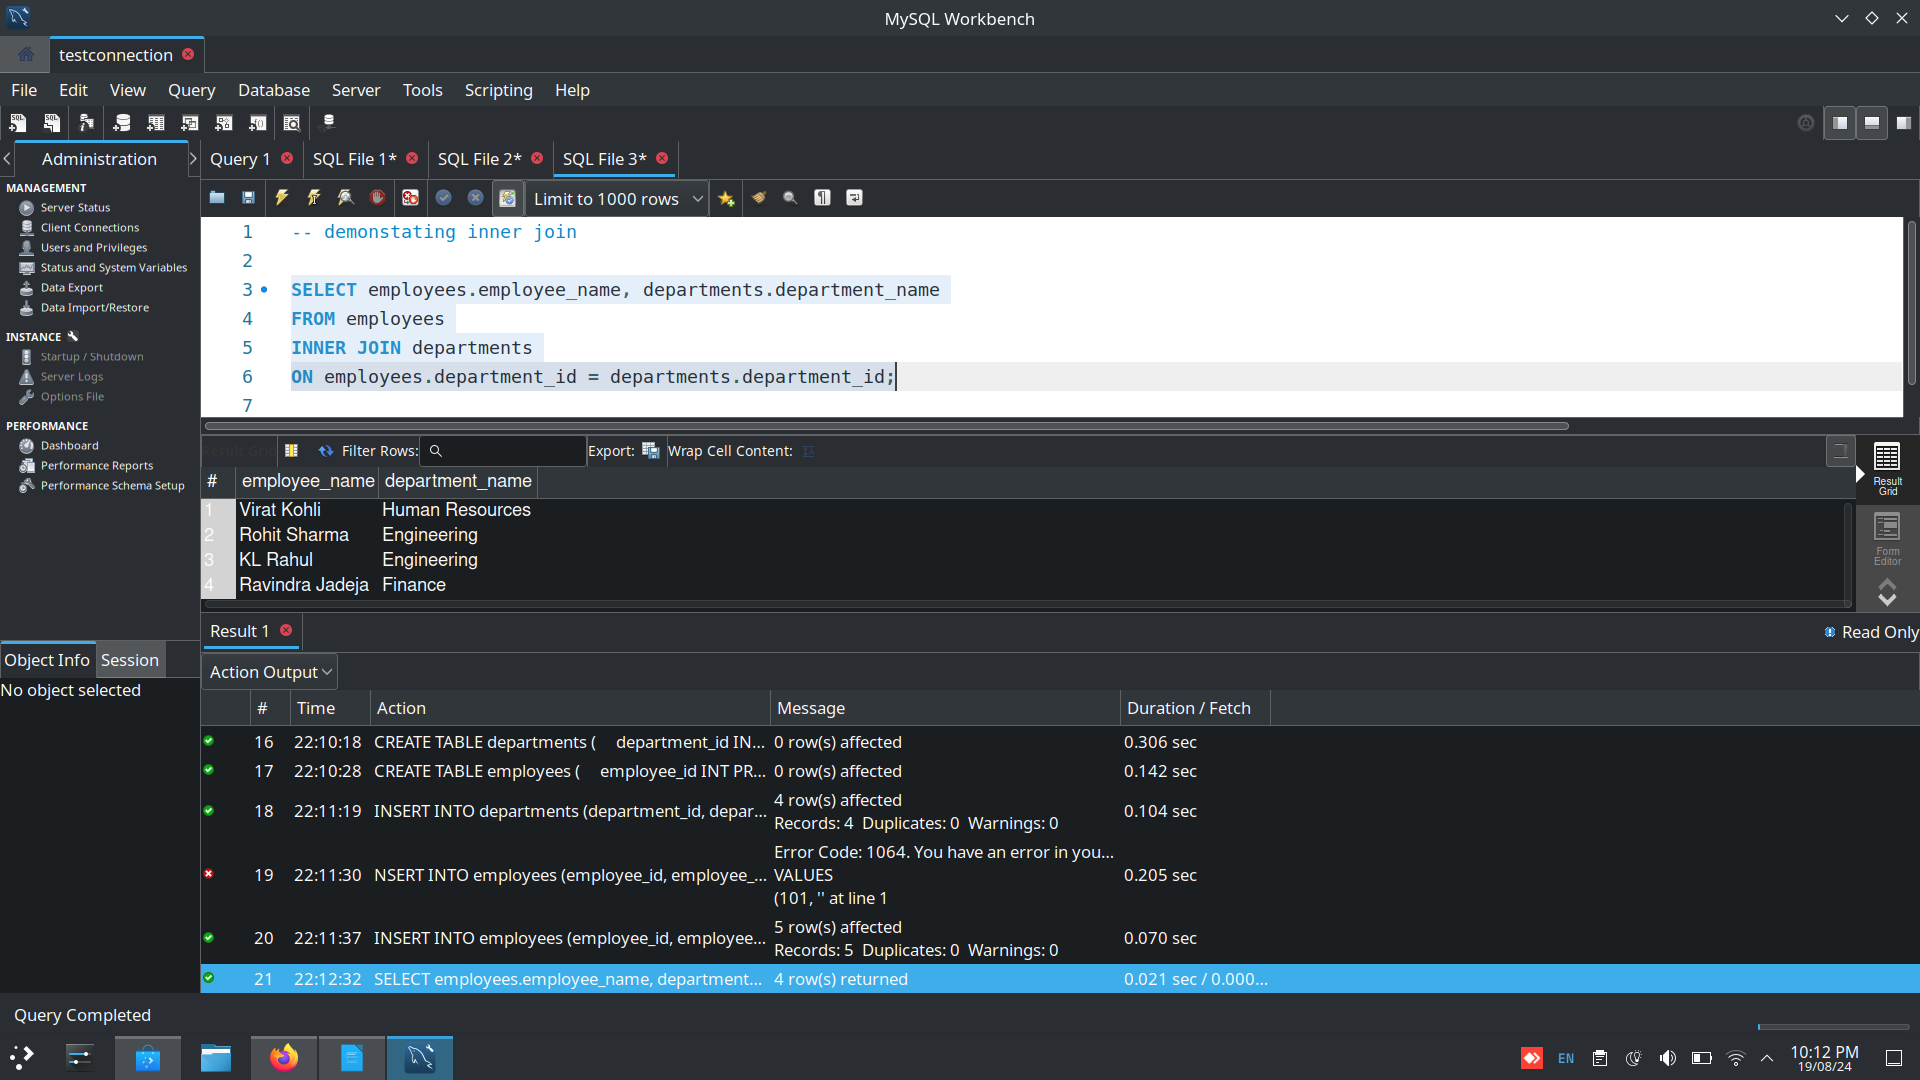 MySQL Workbench
testconnection
File Edit View Query Database Server Tools Scripting Help
Administration
MANAGEMENT
Server Status
Client Connections
Users and Privileges
Status and System Variables
Data Export
Data Import/Restore
INSTANCE
Startup / Shutdown
Server Logs
Options File
PERFORMANCE
Dashboard
Performance Reports
Performance Schema Setup
Object Info Session
No object selected
Query 1 SQL File 1* SQL File 2* SQL File 3*
Limit to 1000 rows
1 -- demonstating inner join
2
3 SELECT employees.employee_name, departments.department_name
4 FROM employees
5 INNER JOIN departments
6 ON employees.department_id = departments.department_id;
7
Result Grid Filter Rows: Export: Wrap Cell Content:
# employee_name department_name
1 Virat Kohli Human Resources
2 Rohit Sharma Engineering
3 KL Rahul Engineering
4 Ravindra Jadeja Finance
Result
Grid
Form
Editor
Result 1
Read Only
Action Output
# Time Action Message Duration / Fetch
16 22:10:18 CREATE TABLE departments ( department_id IN... 0 row(s) affected 0.306 sec
17 22:10:28 CREATE TABLE employees ( employee_id INT PR... 0 row(s) affected 0.142 sec
18 22:11:19 INSERT INTO departments (department_id, depar... 4 row(s) affected
Records: 4 Duplicates: 0 Warnings: 0 0.104 sec
19 22:11:30 NSERT INTO employees (employee_id, employee_... Error Code: 1064. You have an error in you...
VALUES
(101, '' at line 1 0.205 sec
20 22:11:37 INSERT INTO employees (employee_id, employee... 5 row(s) affected
Records: 5 Duplicates: 0 Warnings: 0 0.070 sec
21 22:12:32 SELECT employees.employee_name, department... 4 row(s) returned 0.021 sec / 0.000...
Query Completed
EN
10:12 PM
19/08/24